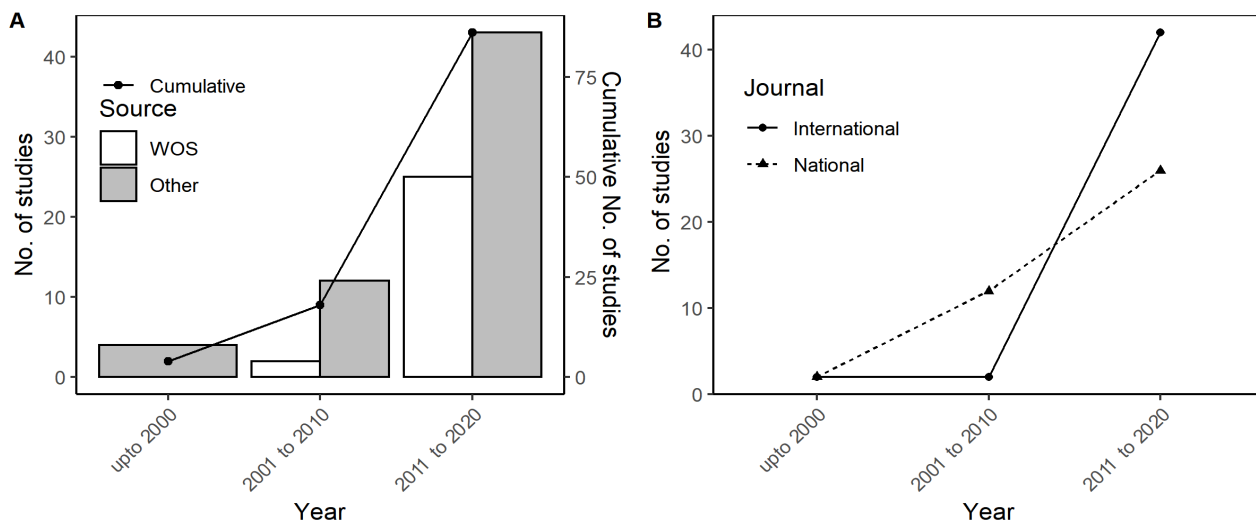 A
No. of studies
40
30
20
10
0
Cumulative
Source
WOS
Other
75
50
25
0
Cumulative No. of studies
upto 2000
2001 to 2010
2011 to 2020
Year
B
No. of studies
40
30
20
10
0
Journal
International
National
upto 2000
2001 to 2010
2011 to 2020
Year